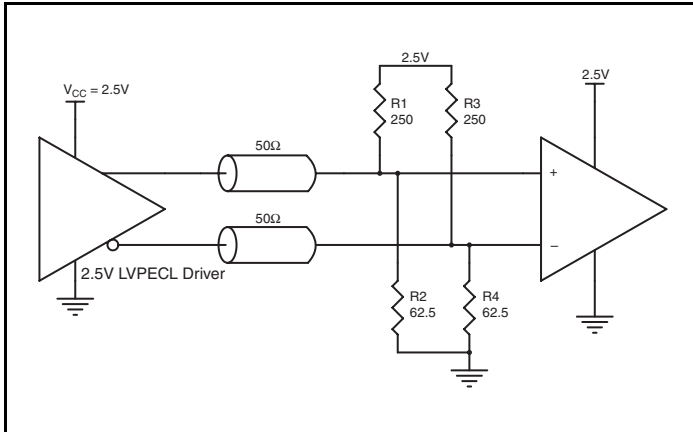 2.5V
V_CC = 2.5V
2.5V
R1
250
R3
250
50Ω
+
50Ω
–
2.5V LVPECL Driver
R2
62.5
R4
62.5